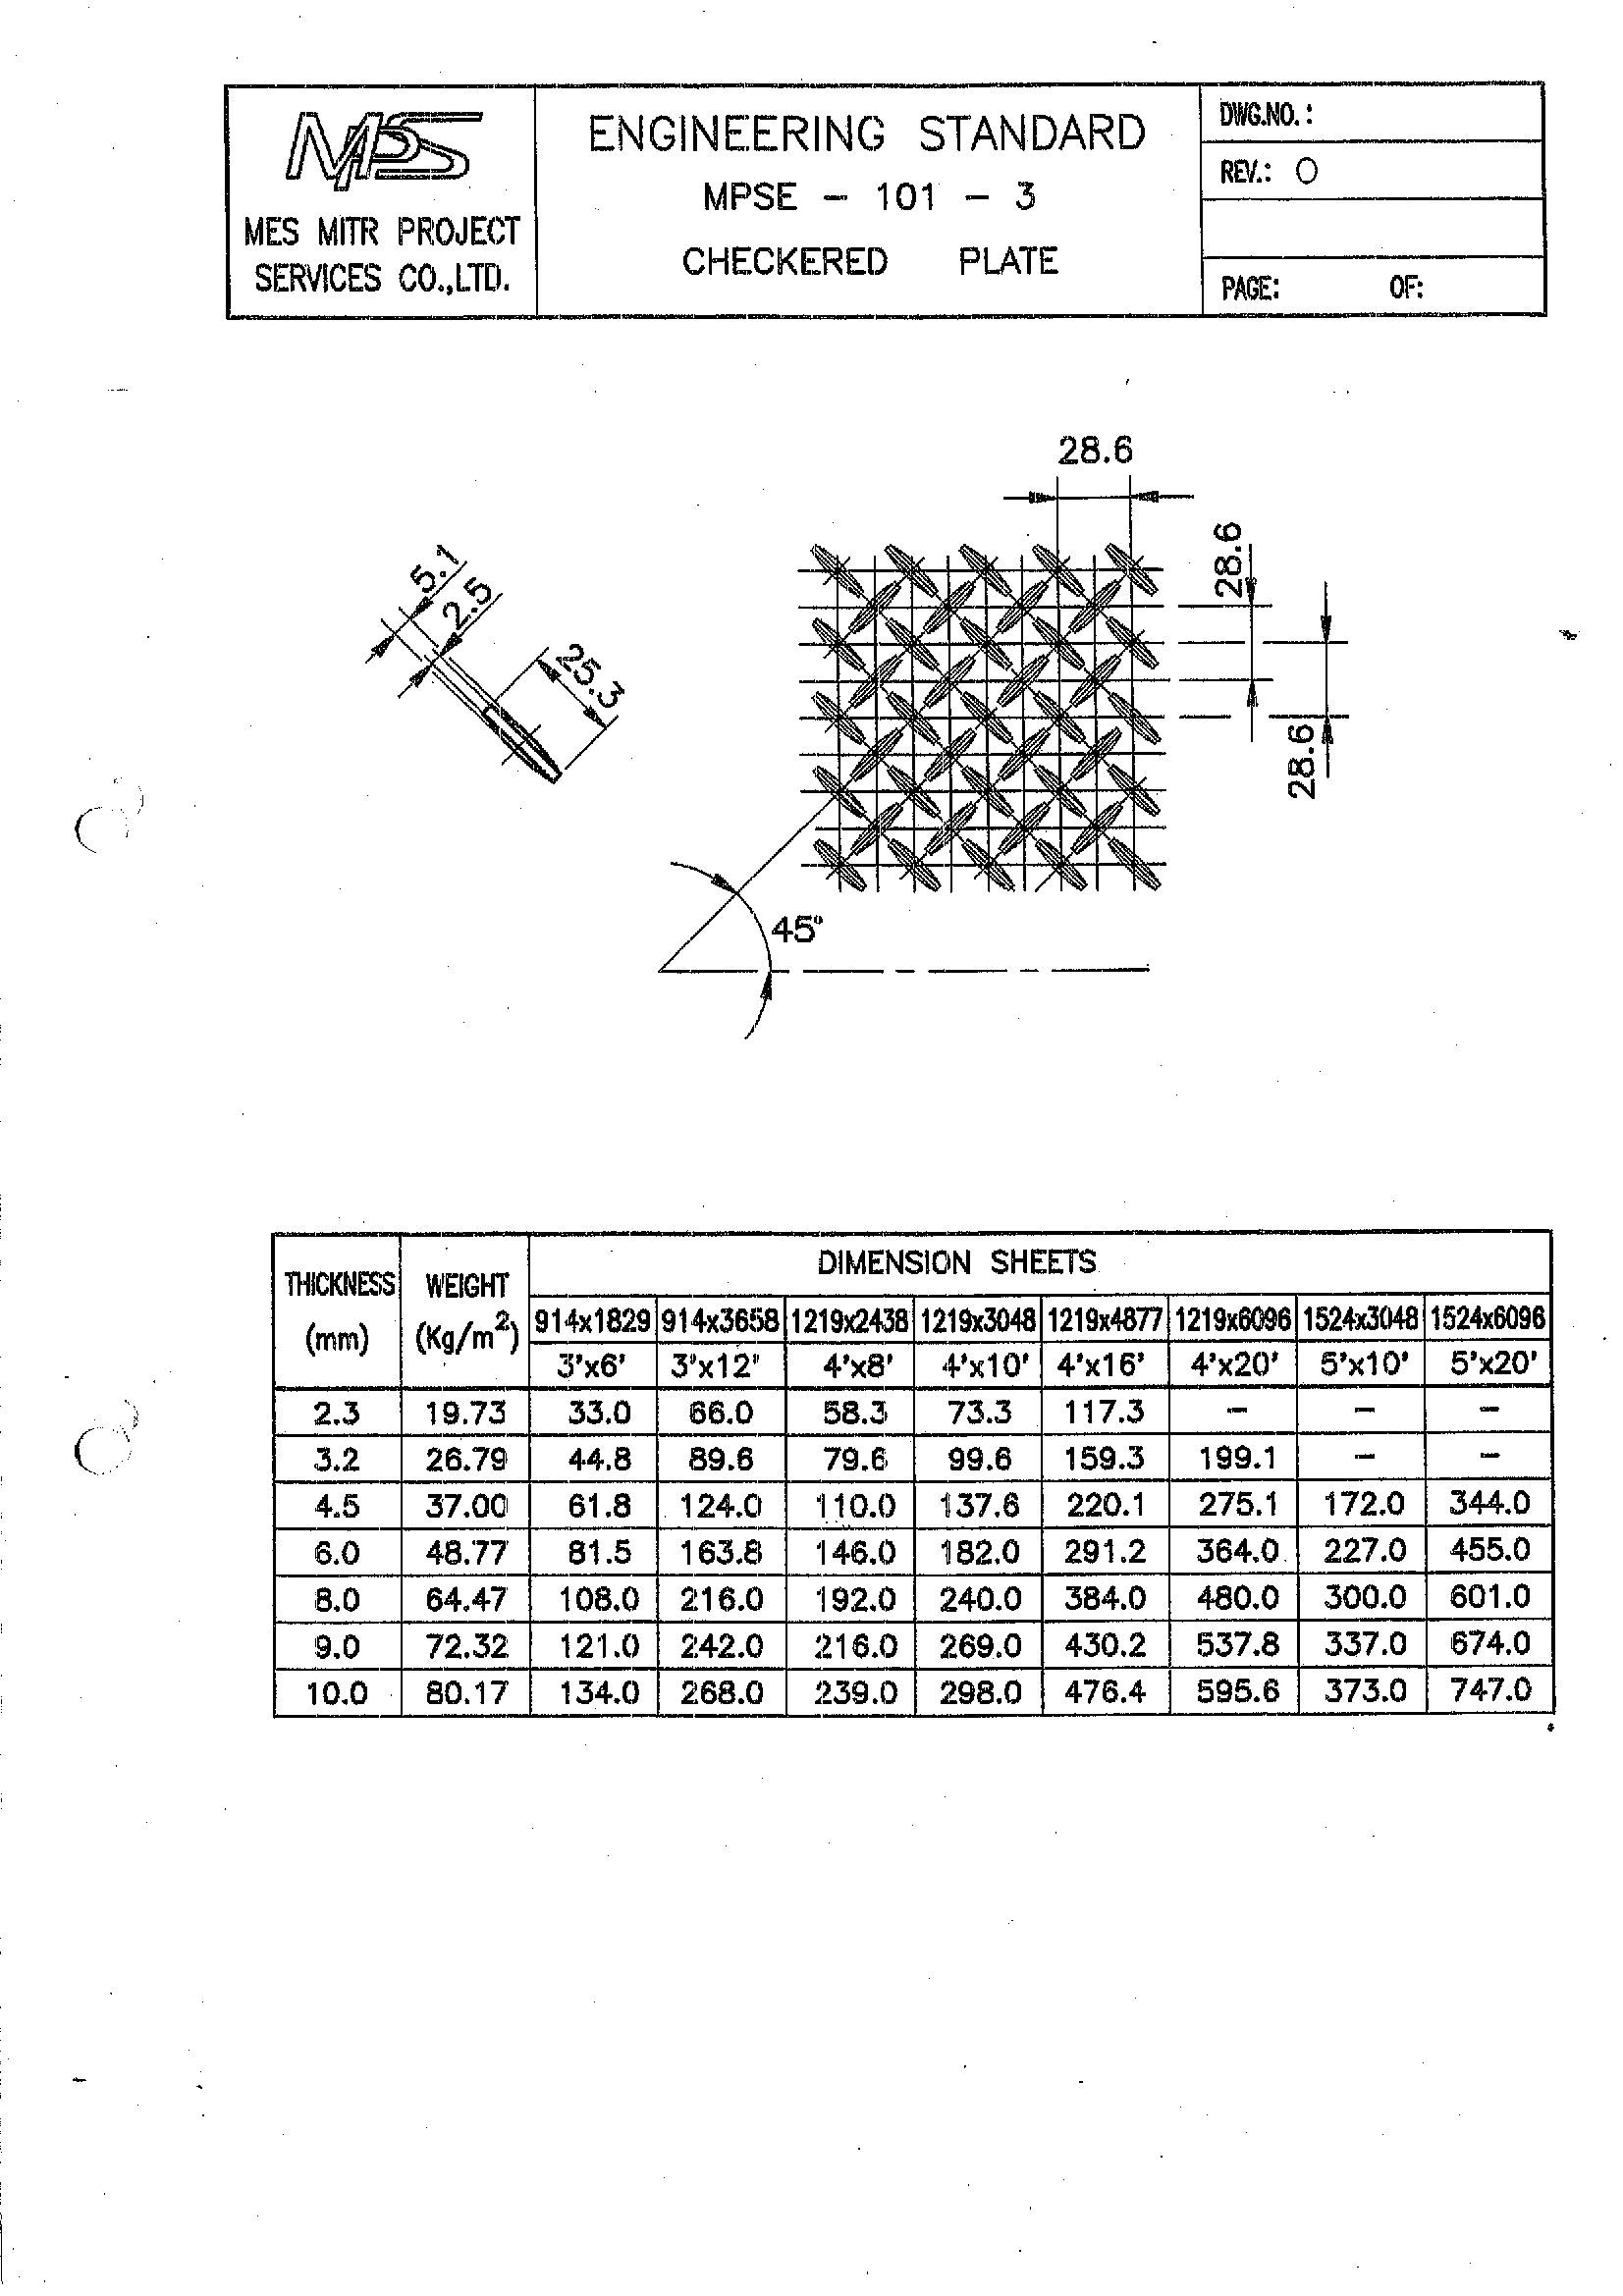 MPS
MES MITR PROJECT
SERVICES CO.,LTD.
ENGINEERING STANDARD
MPSE - 101 - 3
CHECKERED PLATE
DWG.NO. :
REV.: O
PAGE: OF:
28.6
28.6
28.6
5.1
2.5
25.3
45°
THICKNESS (mm) WEIGHT (Kg/m²) DIMENSION SHEETS
914x1829 914x3658 1219x2438 1219x3048 1219x4877 1219x6096 1524x3048 1524x6096
3'x6' 3'x12" 4'x8' 4'x10' 4'x16' 4'x20' 5'x10' 5'x20'
2.3 19.73 33.0 66.0 58.3 73.3 117.3 - - -
3.2 26.79 44.8 89.6 79.6 99.6 159.3 199.1 - -
4.5 37.00 61.8 124.0 110.0 137.6 220.1 275.1 172.0 344.0
6.0 48.77 81.5 163.8 146.0 182.0 291.2 364.0 227.0 455.0
8.0 64.47 108.0 216.0 192.0 240.0 384.0 480.0 300.0 601.0
9.0 72.32 121.0 242.0 216.0 269.0 430.2 537.8 337.0 674.0
10.0 80.17 134.0 268.0 239.0 298.0 476.4 595.6 373.0 747.0